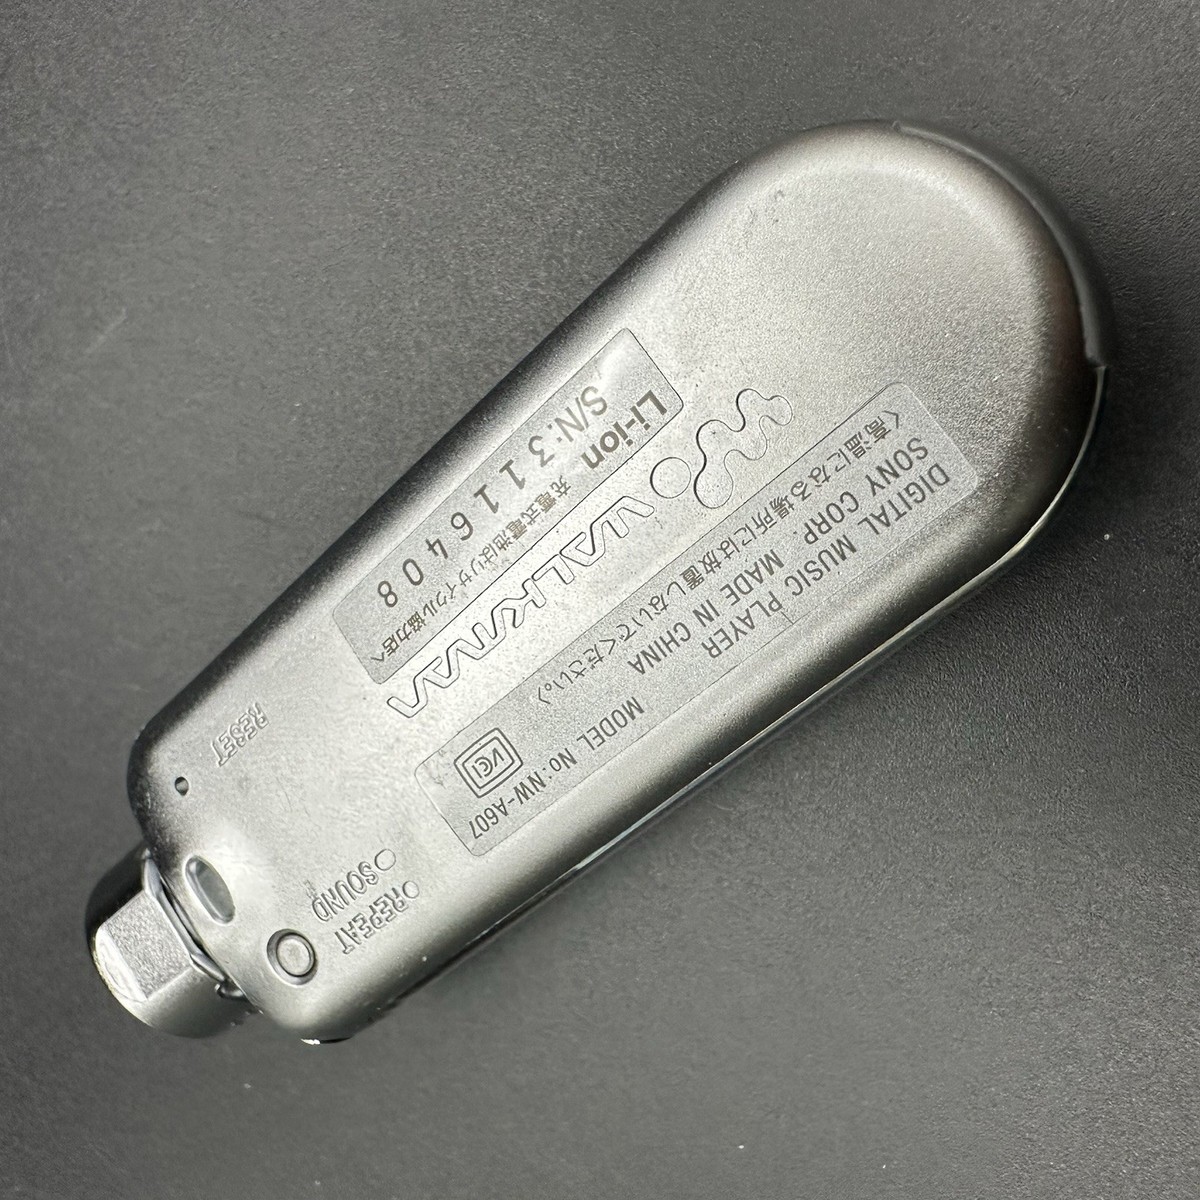 DIGITAL MUSIC PLAYER MODEL No:NW-A607
SONY CORP. MADE IN CHINA
〈高温になる場所には放置しないでください。〉 VCI
WALKMAN
Li-ion 充電式電池はリサイクル協力店へ
S/N:3116408
REPEAT
SOUND
RESET